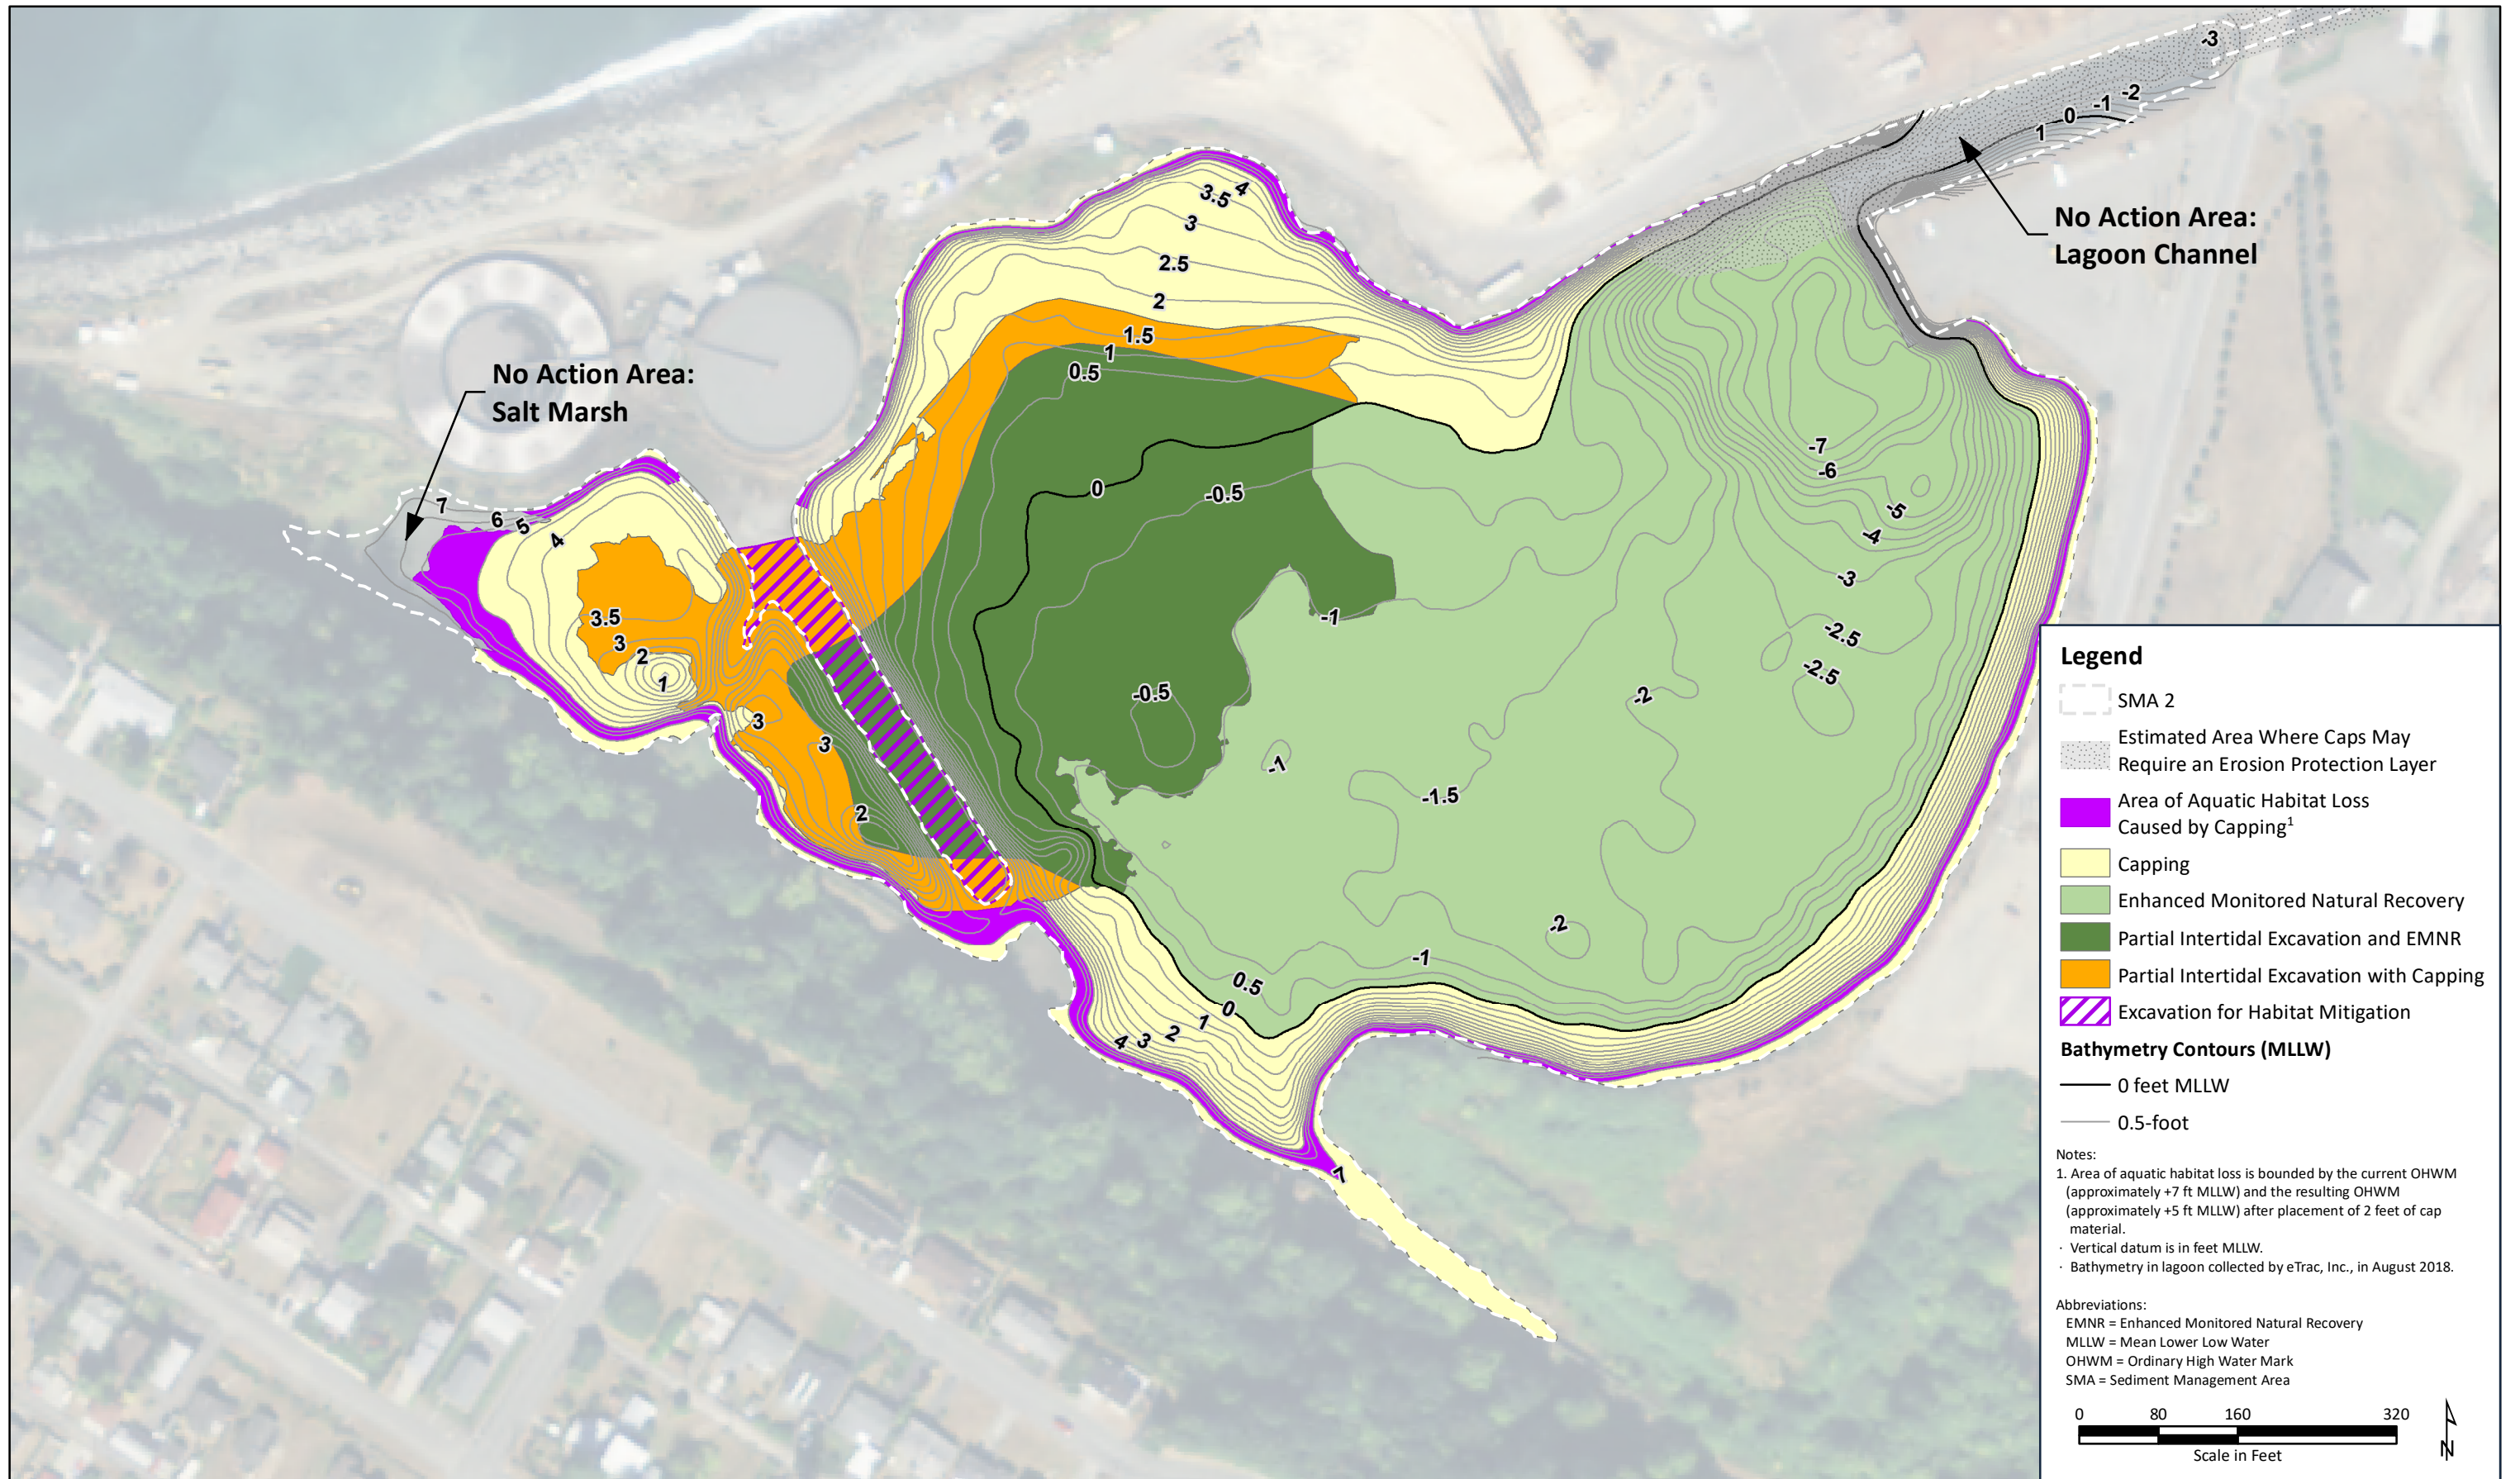 -3
-2
-1
0
1
No Action Area:
Lagoon Channel
4
3.5
3
2.5
2
1.5
1
0.5
No Action Area:
Salt Marsh
7
6
5
4
0
-0.5
-7
-6
-5
-4
-3
-1
-2.5
-2.5
3.5
3
2
1
-0.5
-2
3
3
-1
-1.5
2
-2
-1
0.5
0
1
2
3
4
7
Legend
SMA 2
Estimated Area Where Caps May
Require an Erosion Protection Layer
Area of Aquatic Habitat Loss
Caused by Capping1
Capping
Enhanced Monitored Natural Recovery
Partial Intertidal Excavation and EMNR
Partial Intertidal Excavation with Capping
Excavation for Habitat Mitigation
Bathymetry Contours (MLLW)
0 feet MLLW
0.5-foot
Notes:
1. Area of aquatic habitat loss is bounded by the current OHWM
(approximately +7 ft MLLW) and the resulting OHWM
(approximately +5 ft MLLW) after placement of 2 feet of cap
material.
· Vertical datum is in feet MLLW.
· Bathymetry in lagoon collected by eTrac, Inc., in August 2018.
Abbreviations:
EMNR = Enhanced Monitored Natural Recovery
MLLW = Mean Lower Low Water
OHWM = Ordinary High Water Mark
SMA = Sediment Management Area
0 80 160 320
Scale in Feet
N